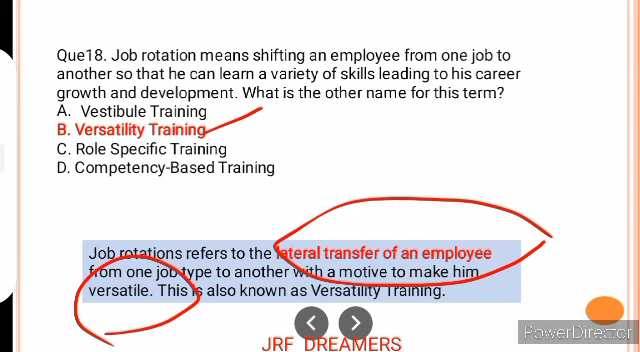 Que18. Job rotation means shifting an employee from one job to
another so that he can learn a variety of skills leading to his career
growth and development. What is the other name for this term?
A. Vestibule Training
B. Versatility Training
C. Role Specific Training
D. Competency-Based Training
Job rotations refers to the lateral transfer of an employee
from one job type to another with a motive to make him
versatile. This is also known as Versatility Training.
JRF DREAMERS
PowerDirector